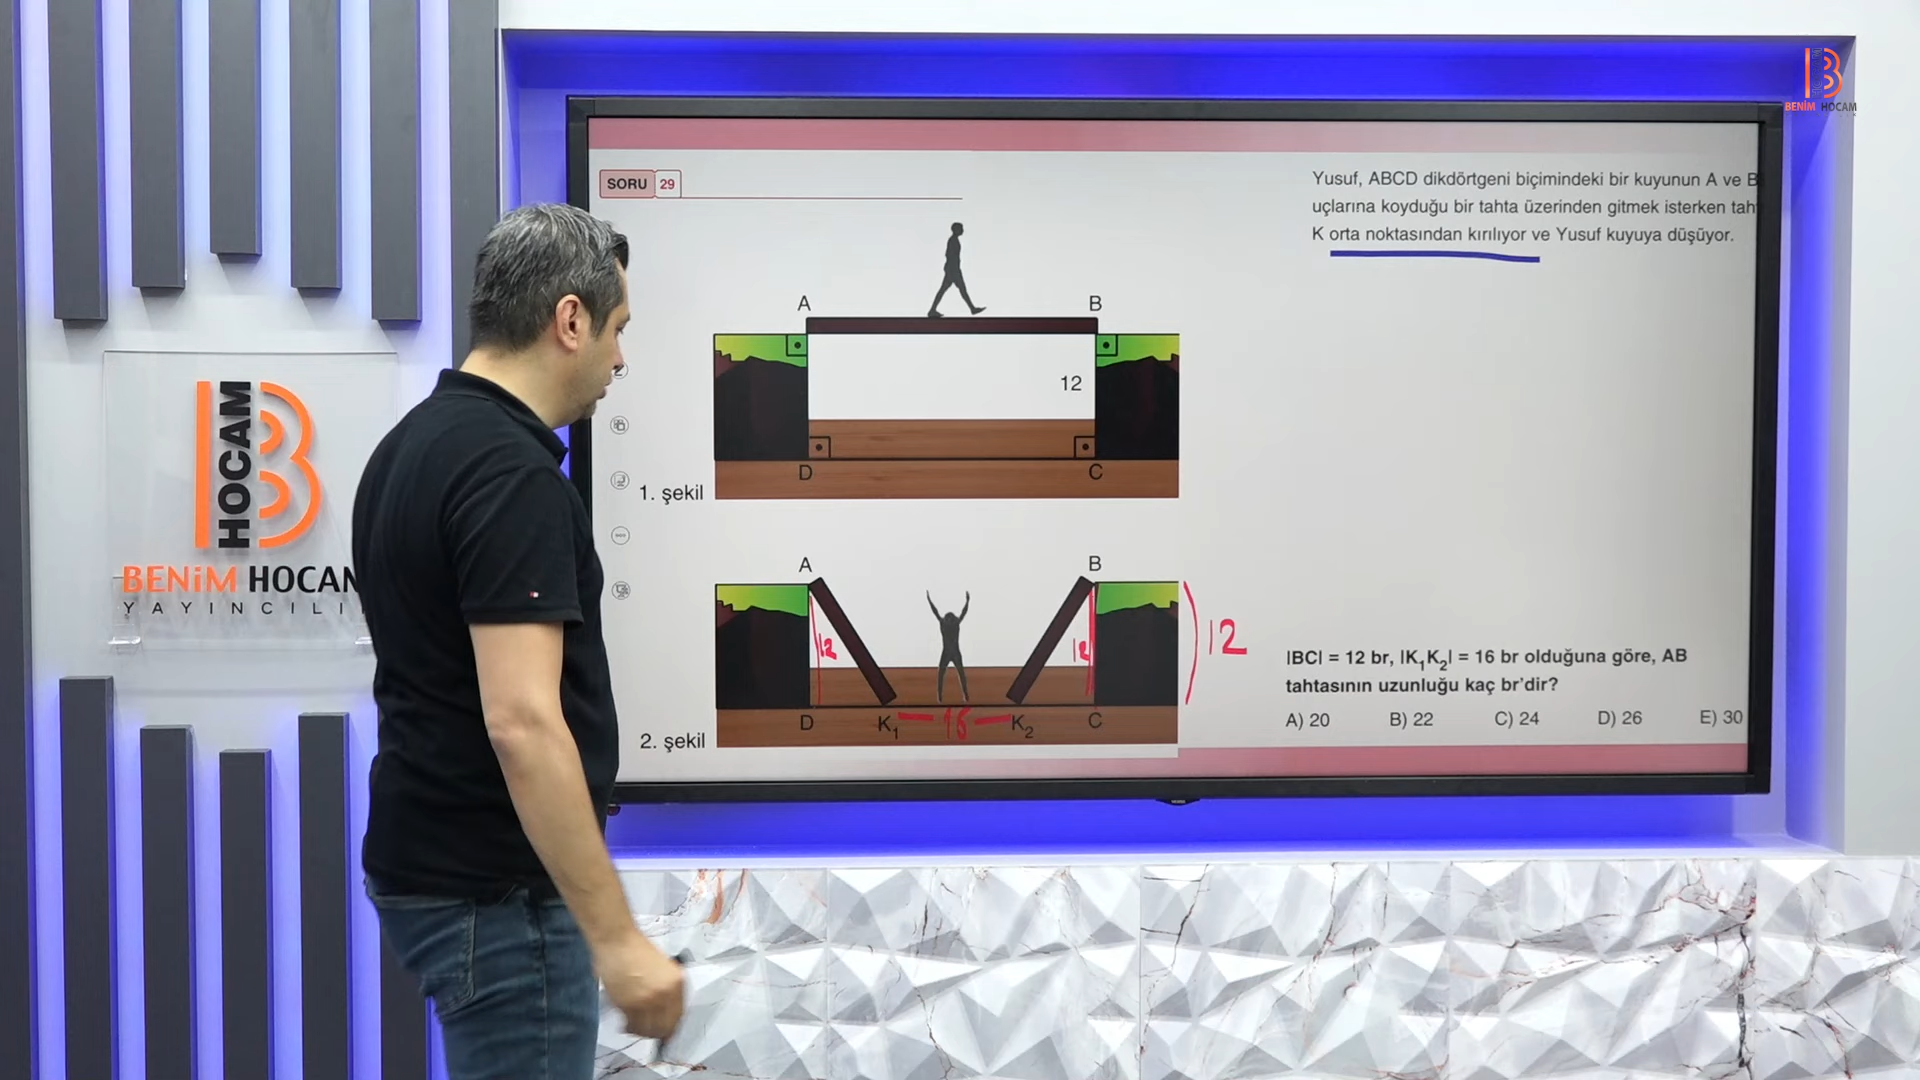 BENİM HOCAM
SORU 29
Yusuf, ABCD dikdörtgeni biçimindeki bir kuyunun A ve B
uçlarına koyduğu bir tahta üzerinden gitmek isterken
K orta noktasından kırılıyor ve Yusuf kuyuya düşüyor.
A B
12
D C
1. şekil
A B
12 12 12
D K₁ 16 K₂ C
2. şekil
|BC| = 12 br, |K₁K₂| = 16 br olduğuna göre, AB
tahtasının uzunluğu kaç br'dir?
A) 20 B) 22 C) 24 D) 26 E) 30
HOCAM
BENİM HOCAM
YAYINCILI